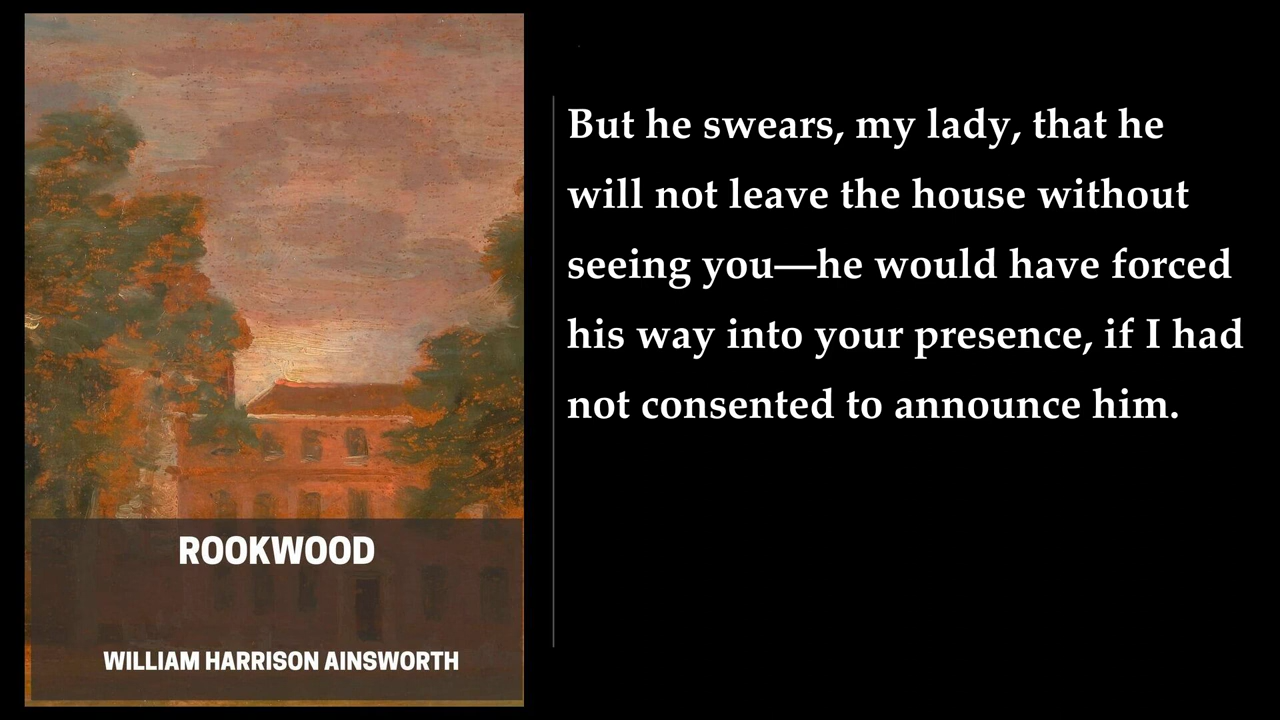 But he swears, my lady, that he
will not leave the house without
seeing you—he would have forced
his way into your presence, if I had
not consented to announce him.
ROOKWOOD
WILLIAM HARRISON AINSWORTH